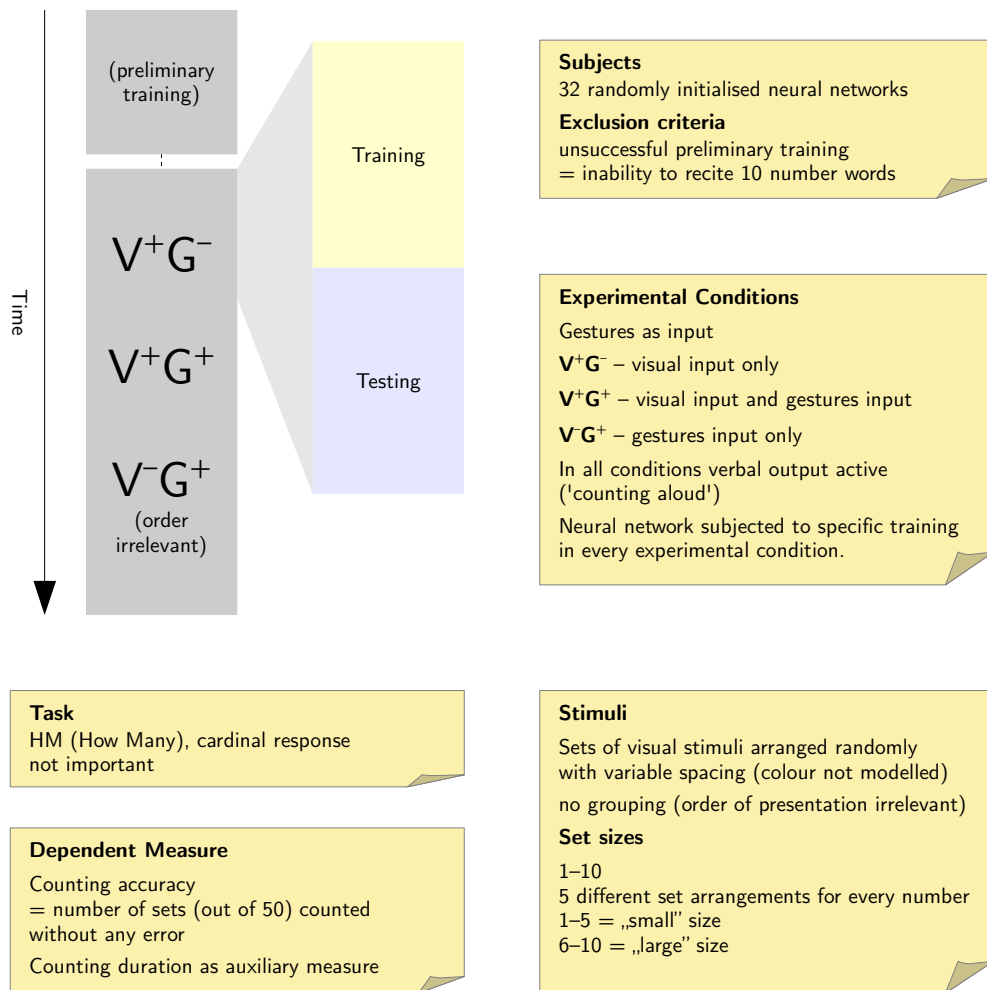 Time
(preliminary
training)
V⁺G⁻
V⁺G⁺
V⁻G⁺
(order
irrelevant)
Training
Testing
Subjects
32 randomly initialised neural networks
Exclusion criteria
unsuccessful preliminary training
= inability to recite 10 number words
Experimental Conditions
Gestures as input
V⁺G⁻ – visual input only
V⁺G⁺ – visual input and gestures input
V⁻G⁺ – gestures input only
In all conditions verbal output active
('counting aloud')
Neural network subjected to specific training
in every experimental condition.
Task
HM (How Many), cardinal response
not important
Dependent Measure
Counting accuracy
= number of sets (out of 50) counted
without any error
Counting duration as auxiliary measure
Stimuli
Sets of visual stimuli arranged randomly
with variable spacing (colour not modelled)
no grouping (order of presentation irrelevant)
Set sizes
1–10
5 different set arrangements for every number
1–5 = „small” size
6–10 = „large” size